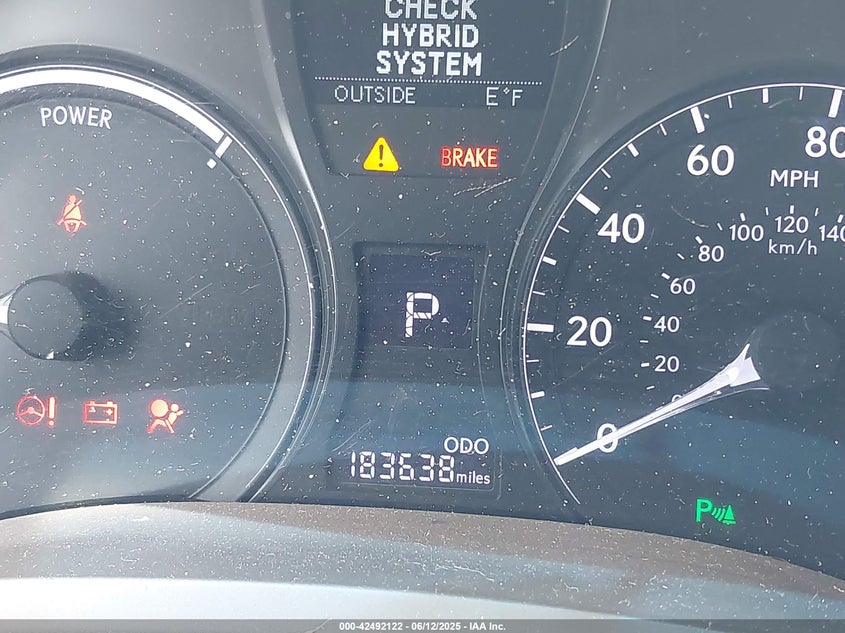 CHECK
HYBRID
SYSTEM
OUTSIDE E°F
POWER
BRAKE
80
60
MPH
40
20
0
140
120
100
km/h
80
60
40
20
P
ODO
183638 miles
P
000-42492122 - 06/12/2025 - IAA Inc.